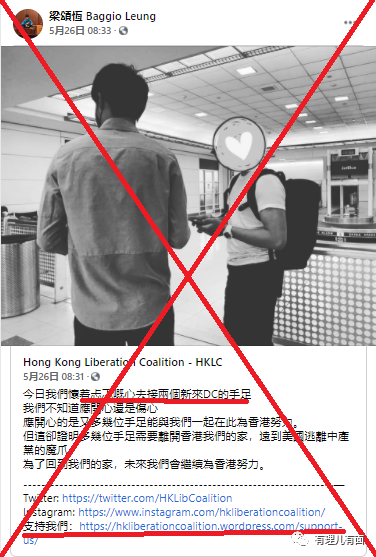 梁頌恆 Baggio Leung
5月26日 08:33 ·
Hong Kong Liberation Coalition - HKLC
5月26日 08:31 ·
今日我們懷着忐忑嘅心去接兩個新來DC的手足
我們不知道應開心還是傷心
應開心的是又多幾位手足能與我們一起在此為香港努力。
但這卻證明多幾位手足需要離開香港我們的家，遠到美國逃離中產
黨的魔爪
為了回到我們的家，未來我們會繼續為香港努力。
Twitter: https://twitter.com/HKLibCoalition
Instagram: https://www.instagram.com/hkliberationcoalition/
支持我們： https://hkliberationcoalition.wordpress.com/support-
us/
有理儿有面